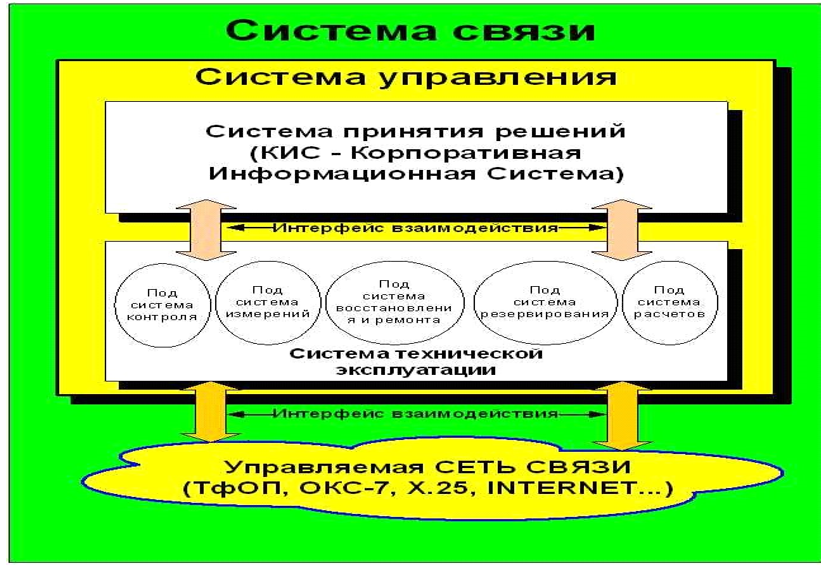 Система связи
Система управления
Система принятия решений
(КИС - Корпоративная
Информационная Система)
Интерфейс взаимодействия
Под
система
контроля
Под
система
измерений
Под
система
восстановлени
я и ремонта
Под
система
резервирования
Под
система
расчетов
Система технической
эксплуатации
Интерфейс взаимодействия
Управляемая СЕТЬ СВЯЗИ
(ТфОП, ОКС-7, X.25, INTERNET...)